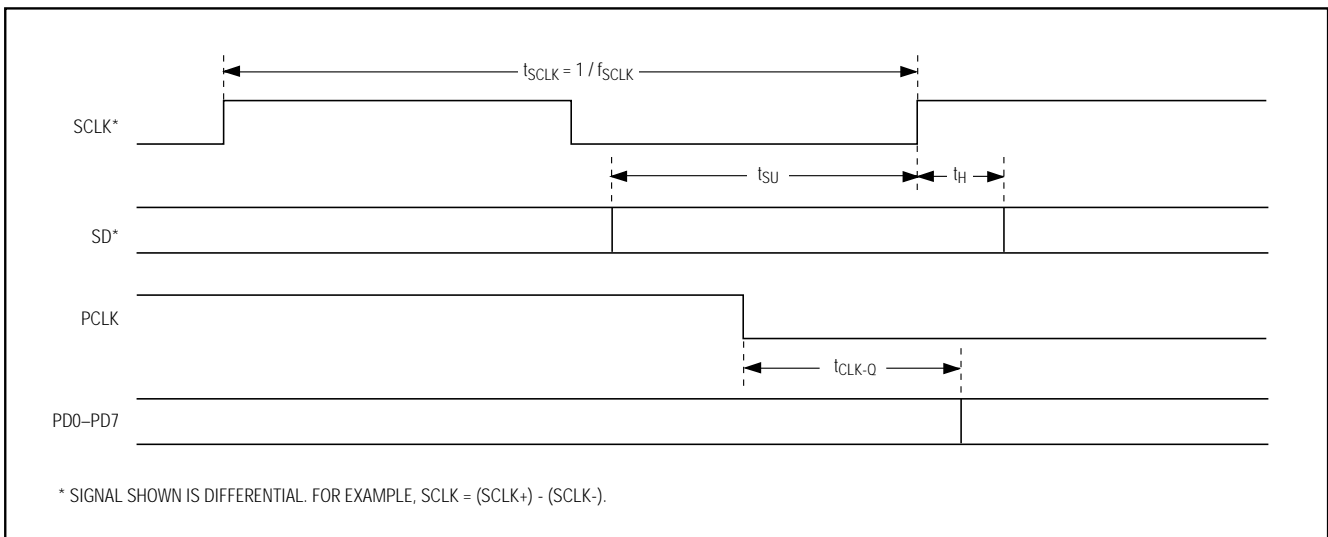 tSCLK = 1 / fSCLK
SCLK*
tSU
tH
SD*
PCLK
tCLK-Q
PD0–PD7
* SIGNAL SHOWN IS DIFFERENTIAL. FOR EXAMPLE, SCLK = (SCLK+) - (SCLK-).